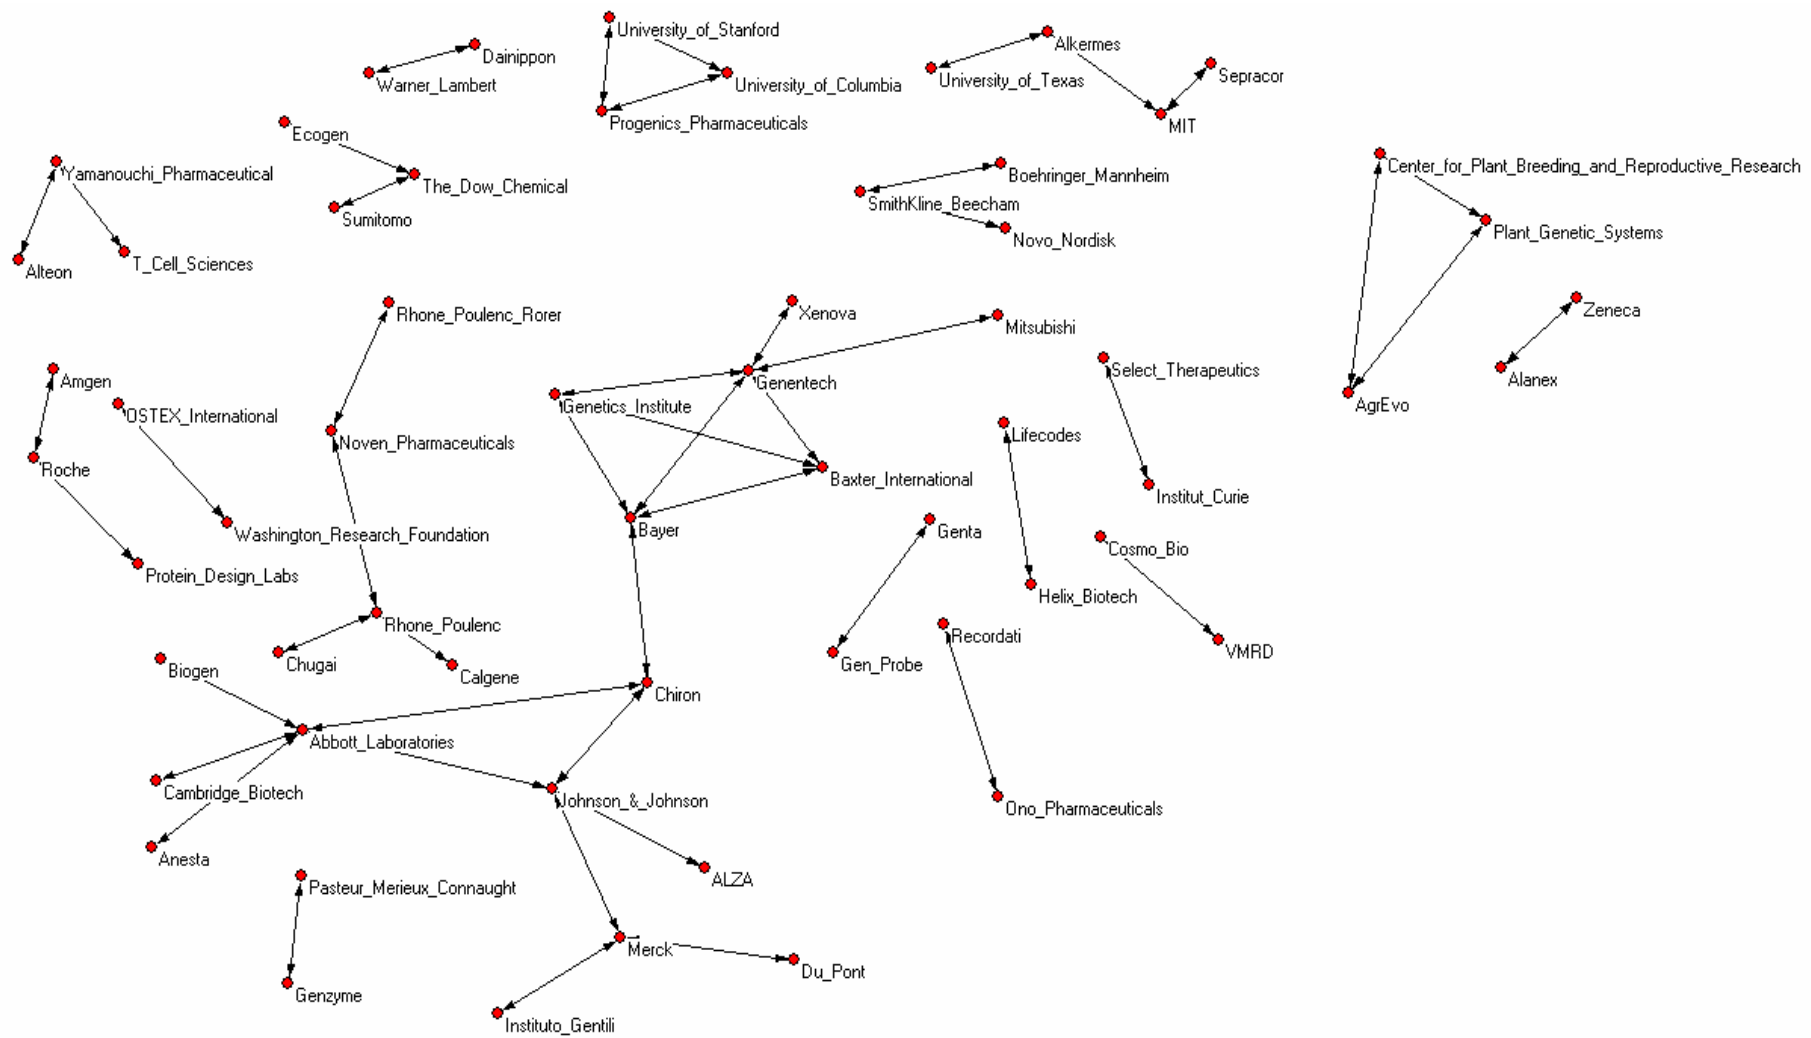 University_of_Stanford
Alkermes
Dainippon
Sepracor
Warner_Lambert
University_of_Columbia
University_of_Texas
Progenics_Pharmaceuticals
MIT
Ecogen
Yamanouchi_Pharmaceutical
The_Dow_Chemical
Boehringer_Mannheim
Center_for_Plant_Breeding_and_Reproductive_Research
Sumitomo
SmithKline_Beecham
Novo_Nordisk
Plant_Genetic_Systems
Alteon
T_Cell_Sciences
Rhone_Poulenc_Rorer
Xenova
Mitsubishi
Zeneca
Amgen
Genentech
Select_Therapeutics
Alanex
OSTEX_International
Genetics_Institute
AgrEvo
Noven_Pharmaceuticals
Lifecodes
Roche
Baxter_International
Institut_Curie
Washington_Research_Foundation
Bayer
Genta
Cosmo_Bio
Protein_Design_Labs
Helix_Biotech
Rhone_Poulenc
Recordati
VMRD
Chugai
Gen_Probe
Biogen
Calgene
Chiron
Abbott_Laboratories
Cambridge_Biotech
Johnson_&_Johnson
Ono_Pharmaceuticals
Anesta
ALZA
Pasteur_Merieux_Connaught
Merck
Du_Pont
Genzyme
Instituto_Gentili